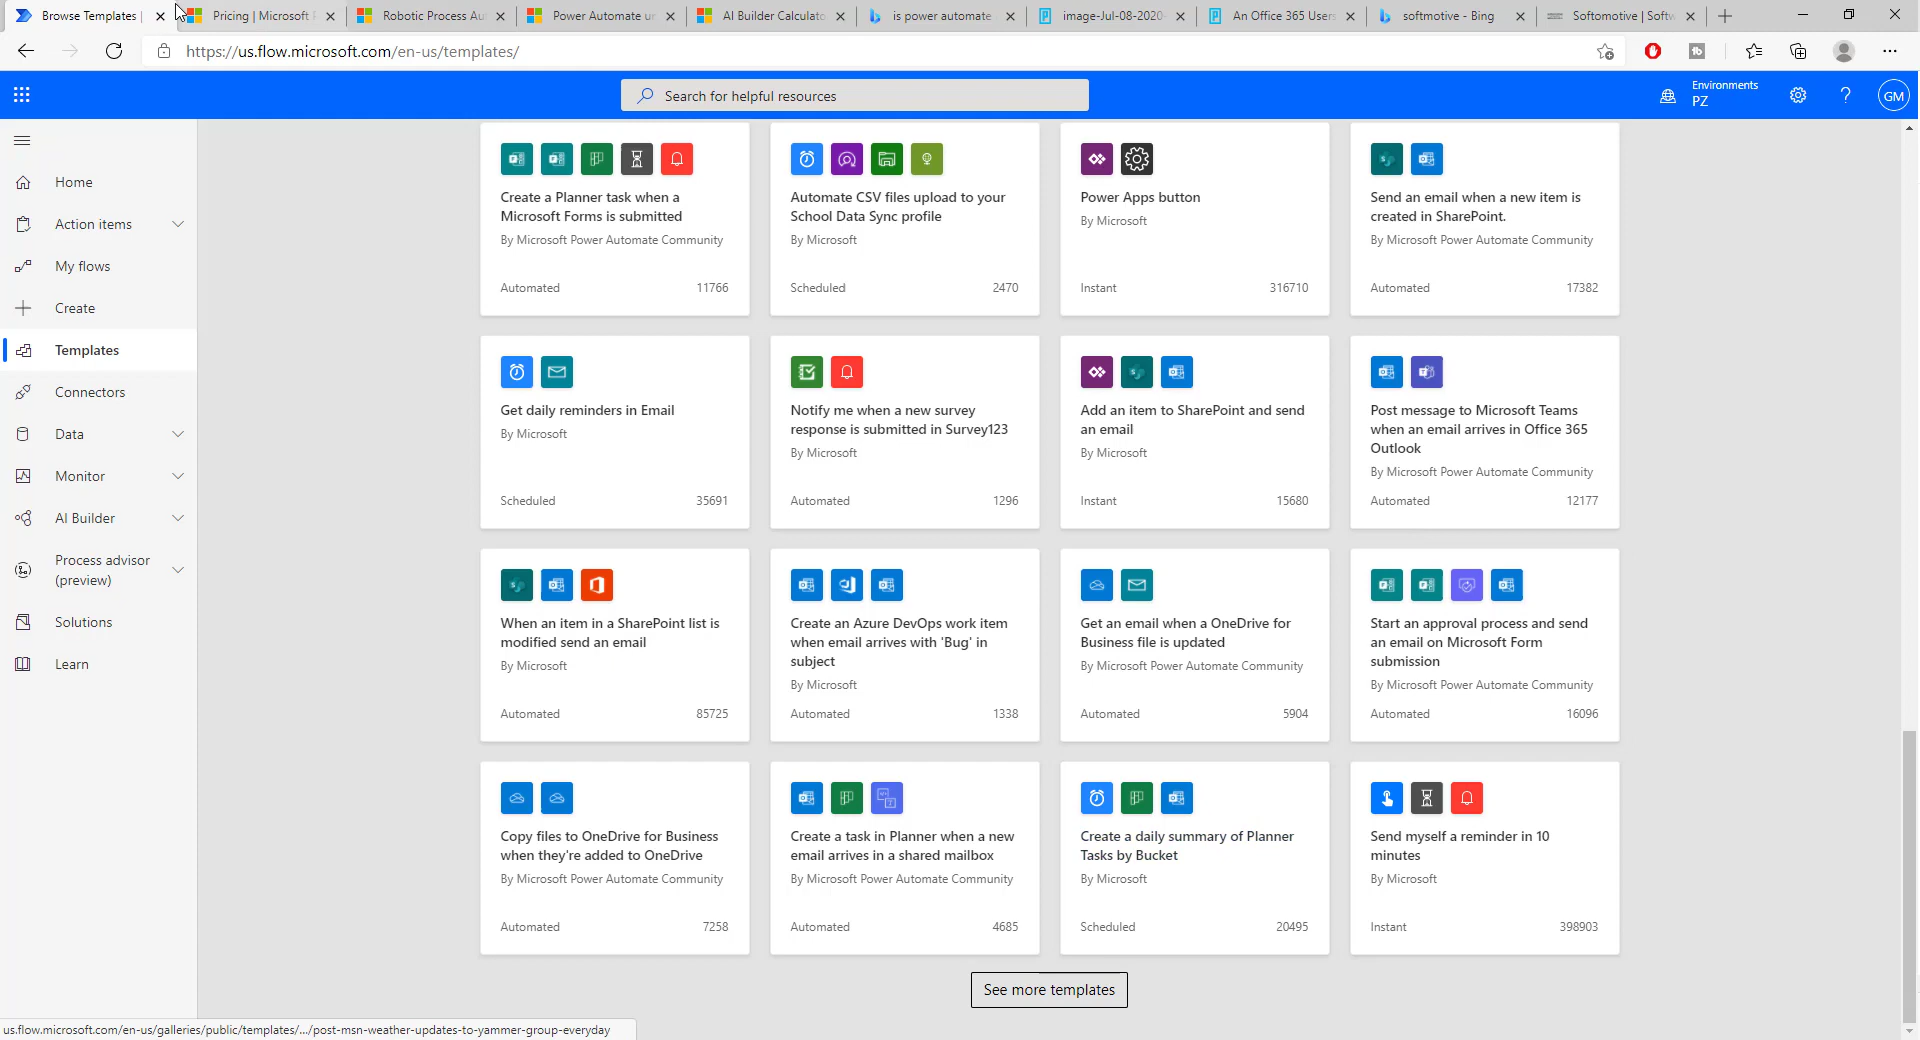 Browse Templates |
Pricing | Microsoft
Robotic Process Au
Power Automate
AI Builder Calculato
is power automate
image-Jul-08-2020
An Office 365 Users
softmotive - Bing
Softomotive | Softw
https://us.flow.microsoft.com/en-us/templates/
Search for helpful resources
Environments
PZ
?
GM
Home
Action items
My flows
Create
Templates
Connectors
Data
Monitor
AI Builder
Process advisor
(preview)
Solutions
Learn
Create a Planner task when a
Microsoft Forms is submitted
By Microsoft Power Automate Community
Automated 11766
Automate CSV files upload to your
School Data Sync profile
By Microsoft
Scheduled 2470
Power Apps button
By Microsoft
Instant 316710
Send an email when a new item is
created in SharePoint.
By Microsoft Power Automate Community
Automated 17382
Get daily reminders in Email
By Microsoft
Scheduled 35691
Notify me when a new survey
response is submitted in Survey123
By Microsoft
Automated 1296
Add an item to SharePoint and send
an email
By Microsoft
Instant 15680
Post message to Microsoft Teams
when an email arrives in Office 365
Outlook
By Microsoft Power Automate Community
Automated 12177
When an item in a SharePoint list is
modified send an email
By Microsoft
Automated 85725
Create an Azure DevOps work item
when email arrives with 'Bug' in
subject
By Microsoft
Automated 1338
Get an email when a OneDrive for
Business file is updated
By Microsoft Power Automate Community
Automated 5904
Start an approval process and send
an email on Microsoft Form
submission
By Microsoft Power Automate Community
Automated 16096
Copy files to OneDrive for Business
when they're added to OneDrive
By Microsoft Power Automate Community
Automated 7258
Create a task in Planner when a new
email arrives in a shared mailbox
By Microsoft Power Automate Community
Automated 4685
Create a daily summary of Planner
Tasks by Bucket
By Microsoft
Scheduled 20495
Send myself a reminder in 10
minutes
By Microsoft
Instant 398903
See more templates
us.flow.microsoft.com/en-us/galleries/public/templates/.../post-msn-weather-updates-to-yammer-group-everyday